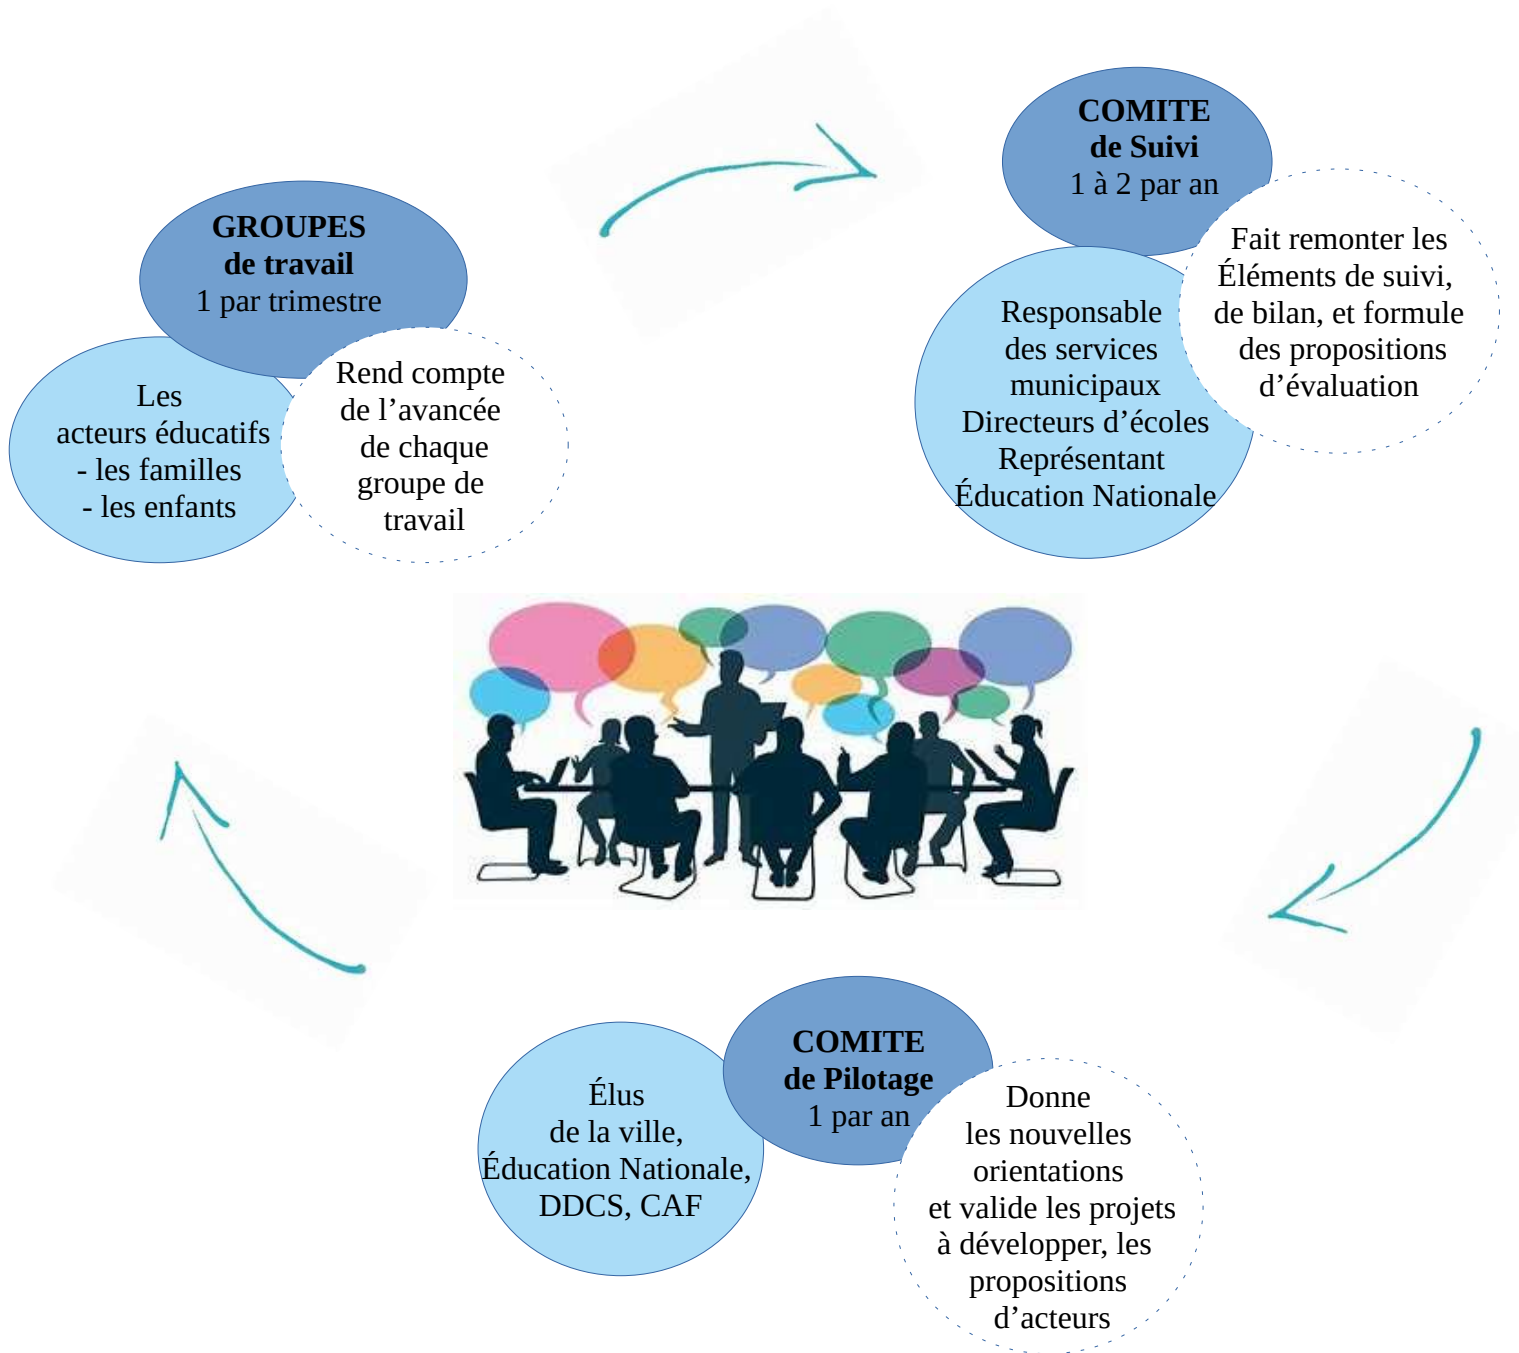 GROUPES
de travail
1 par trimestre
Les
acteurs éducatifs
- les familles
- les enfants
Rend compte
de l’avancée
de chaque
groupe de
travail
COMITE
de Suivi
1 à 2 par an
Responsable
des services
municipaux
Directeurs d’écoles
Représentant
Éducation Nationale
Fait remonter les
Éléments de suivi,
de bilan, et formule
des propositions
d’évaluation
COMITE
de Pilotage
1 par an
Élus
de la ville,
Éducation Nationale,
DDCS, CAF
Donne
les nouvelles
orientations
et valide les projets
à développer, les
propositions
d’acteurs